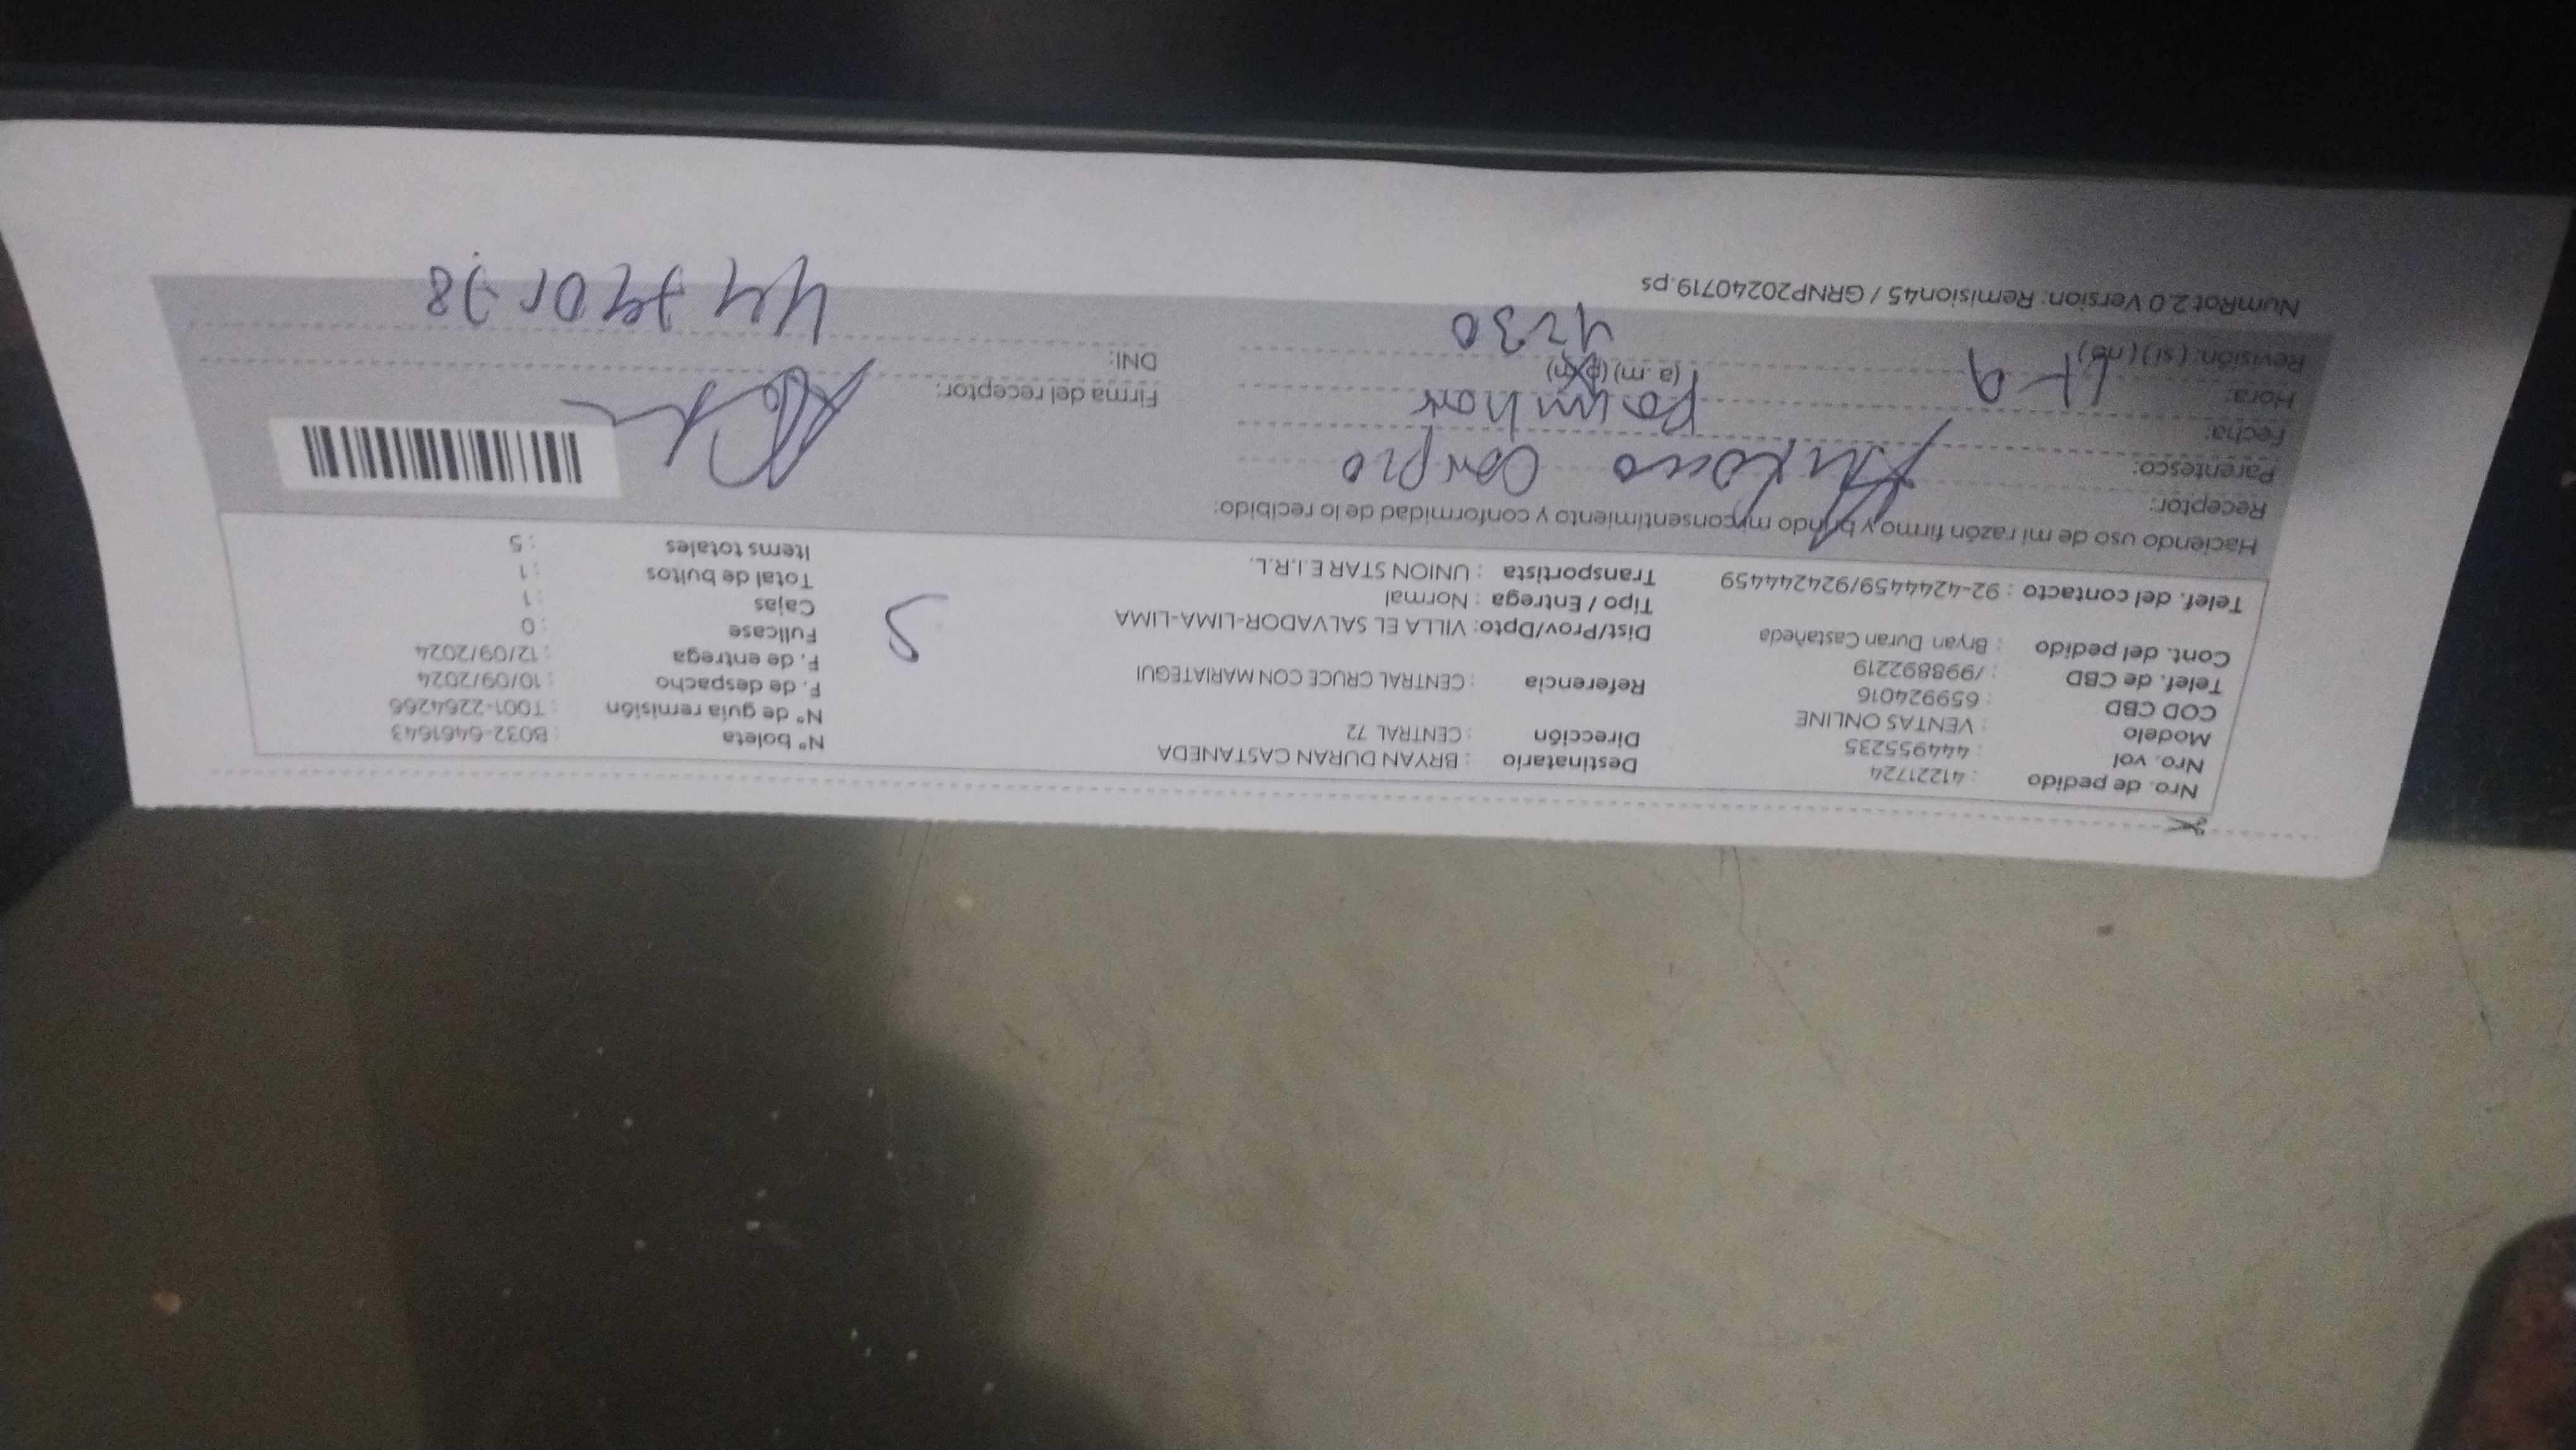 Nro. de pedido : 41221724
Nro. vol : 444955235
Modelo : VENTAS ONLINE
COD CBD : 659924016
Telef. de CBD : /998892219
Cont. del pedido : Bryan Duran Castañeda
Telef. del contacto : 92-4244459/924244459
Destinatario : BRYAN DURAN CASTANEDA
Dirección : CENTRAL 72
Referencia : CENTRAL CRUCE CON MARIATEGUI
Dist/Prov/Dpto: VILLA EL SALVADOR-LIMA-LIMA
Tipo / Entrega : Normal
Transportista : UNION STAR E.I.R.L.
Nº boleta : B032-6461643
Nº de guia remisión : T001-2264266
F. de despacho : 10/09/2024
F. de entrega : 12/09/2024
Fullcase : 0
Cajas : 1
Total de bultos : 1
Items totales : 5
Haciendo uso de mi razón firmo y brindo mi consentimiento y conformidad de lo recibido:
Receptor:
Parentesco:
Fecha:
Hora: (a.m) (p.m)
Revisión: (si) (no)
Firma del receptor:
DNI:
NumRot 2.0 Version: Remision45 / GRNP20240719.ps